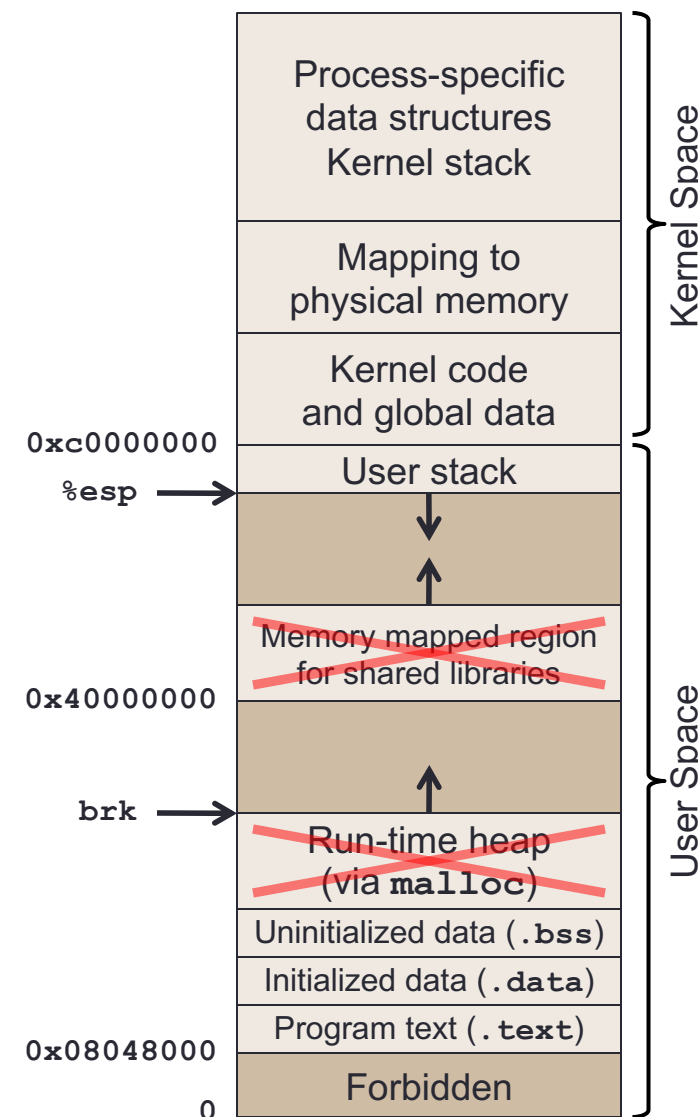 Process-specific
data structures
Kernel stack
Kernel Space
Mapping to
physical memory
Kernel code
and global data
0xc0000000
User stack
%esp
Memory mapped region
for shared libraries
0x40000000
User Space
brk
Run-time heap
(via malloc)
Uninitialized data (.bss)
Initialized data (.data)
Program text (.text)
0x08048000
Forbidden
0